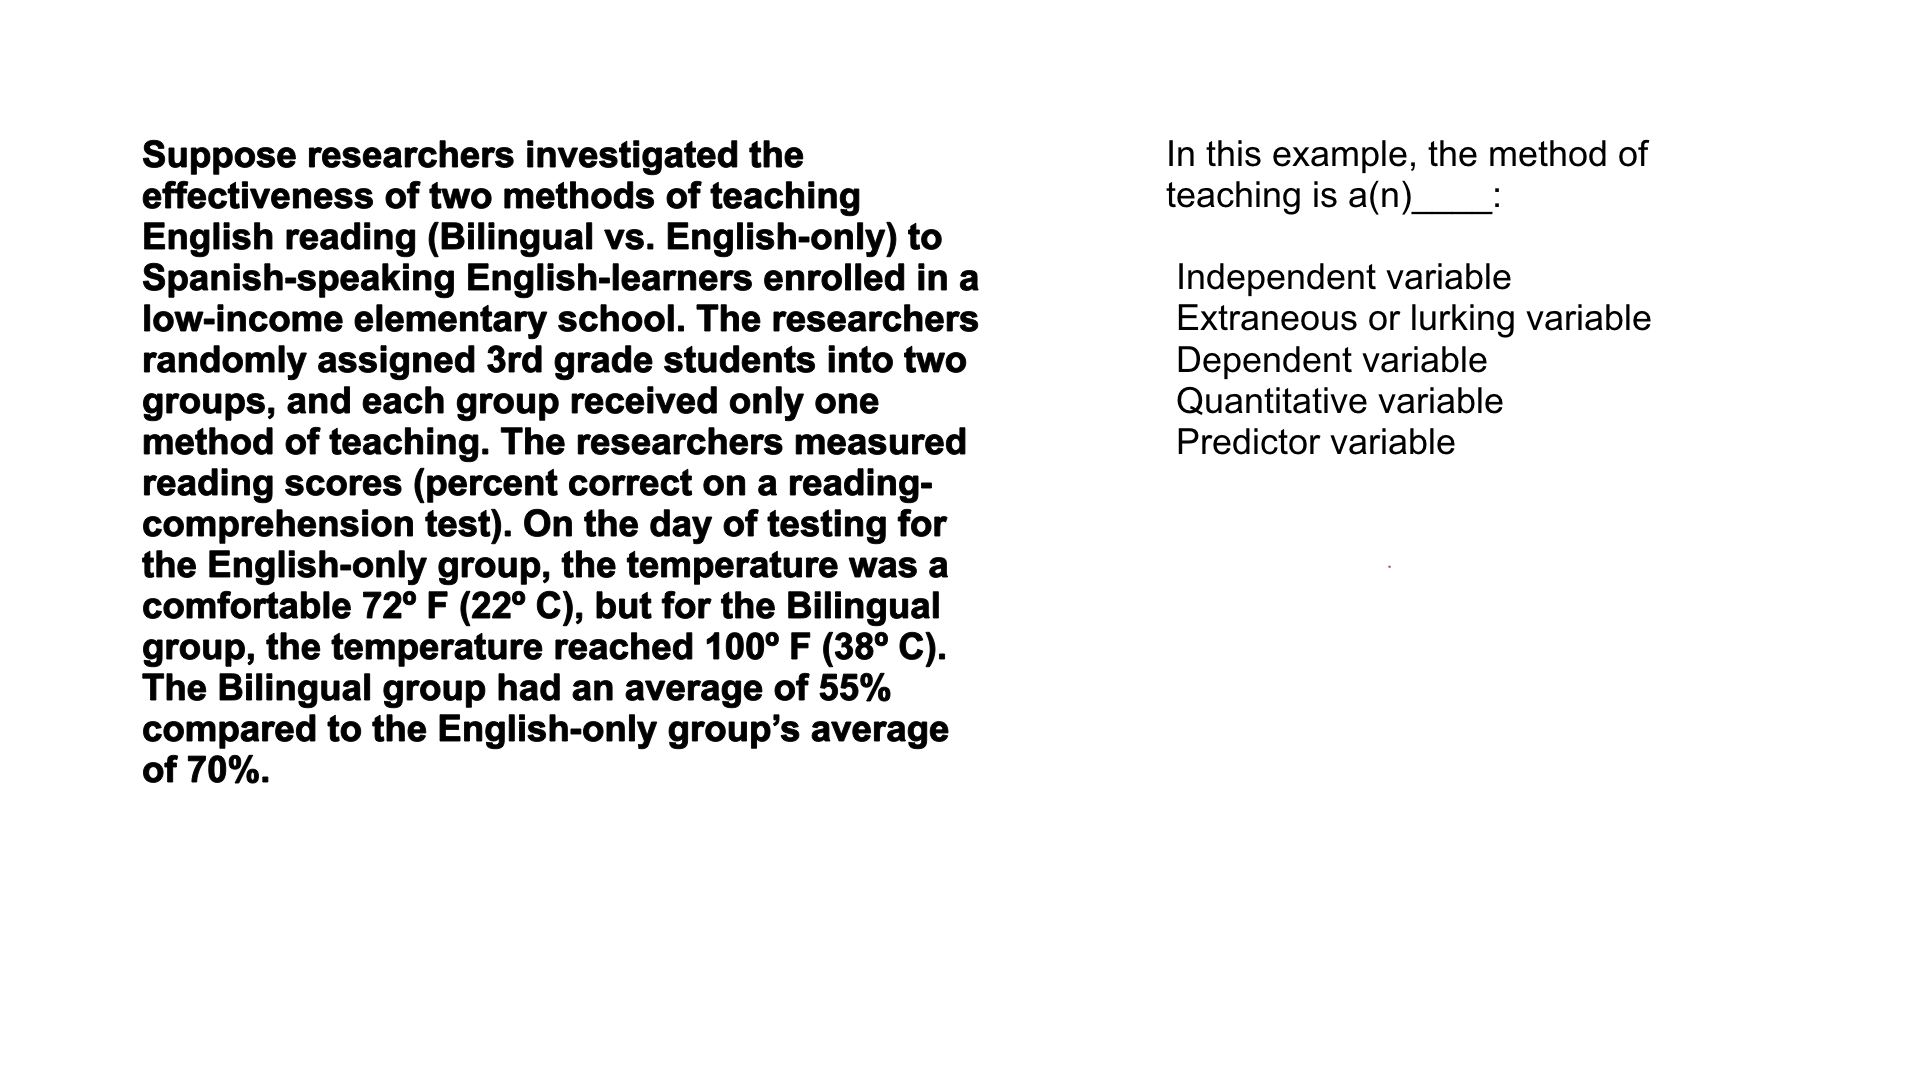 Suppose researchers investigated the
effectiveness of two methods of teaching
English reading (Bilingual vs. English-only) to
Spanish-speaking English-learners enrolled in a
low-income elementary school. The researchers
randomly assigned 3rd grade students into two
groups, and each group received only one
method of teaching. The researchers measured
reading scores (percent correct on a reading-
comprehension test). On the day of testing for
the English-only group, the temperature was a
comfortable 72º F (22º C), but for the Bilingual
group, the temperature reached 100º F (38º C).
The Bilingual group had an average of 55%
compared to the English-only group’s average
of 70%.
In this example, the method of
teaching is a(n)____:
Independent variable
Extraneous or lurking variable
Dependent variable
Quantitative variable
Predictor variable